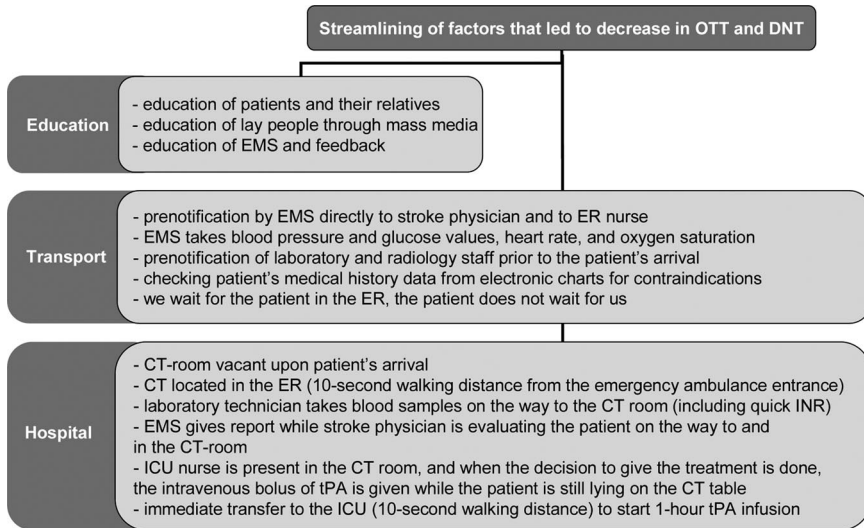 Streamlining of factors that led to decrease in OTT and DNT
Education
- education of patients and their relatives
- education of lay people through mass media
- education of EMS and feedback
Transport
- prenotification by EMS directly to stroke physician and to ER nurse
- EMS takes blood pressure and glucose values, heart rate, and oxygen saturation
- prenotification of laboratory and radiology staff prior to the patient's arrival
- checking patient's medical history data from electronic charts for contraindications
- we wait for the patient in the ER, the patient does not wait for us
Hospital
- CT-room vacant upon patient's arrival
- CT located in the ER (10-second walking distance from the emergency ambulance entrance)
- laboratory technician takes blood samples on the way to the CT room (including quick INR)
- EMS gives report while stroke physician is evaluating the patient on the way to and
in the CT-room
- ICU nurse is present in the CT room, and when the decision to give the treatment is done,
the intravenous bolus of tPA is given while the patient is still lying on the CT table
- immediate transfer to the ICU (10-second walking distance) to start 1-hour tPA infusion